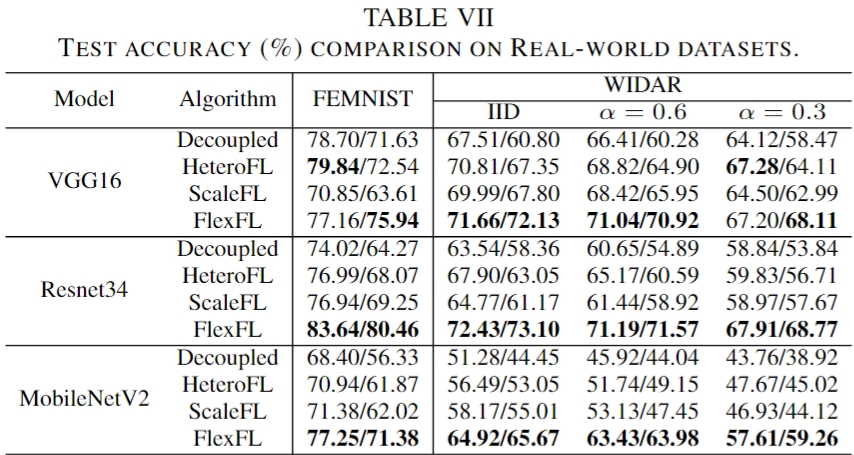 TABLE VII
TEST ACCURACY (%) COMPARISON ON REAL-WORLD DATASETS.
Model Algorithm FEMNIST WIDAR
IID α = 0.6 α = 0.3
VGG16
Decoupled 78.70/71.63 67.51/60.80 66.41/60.28 64.12/58.47
HeteroFL 79.84/72.54 70.81/67.35 68.82/64.90 67.28/64.11
ScaleFL 70.85/63.61 69.99/67.80 68.42/65.95 64.50/62.99
FlexFL 77.16/75.94 71.66/72.13 71.04/70.92 67.20/68.11
Resnet34
Decoupled 74.02/64.27 63.54/58.36 60.65/54.89 58.84/53.84
HeteroFL 76.99/68.07 67.90/63.05 65.17/60.59 59.83/56.71
ScaleFL 76.94/69.25 64.77/61.17 61.44/58.92 58.97/57.67
FlexFL 83.64/80.46 72.43/73.10 71.19/71.57 67.91/68.77
MobileNetV2
Decoupled 68.40/56.33 51.28/44.45 45.92/44.04 43.76/38.92
HeteroFL 70.94/61.87 56.49/53.05 51.74/49.15 47.67/45.02
ScaleFL 71.38/62.02 58.17/55.01 53.13/47.45 46.93/44.12
FlexFL 77.25/71.38 64.92/65.67 63.43/63.98 57.61/59.26